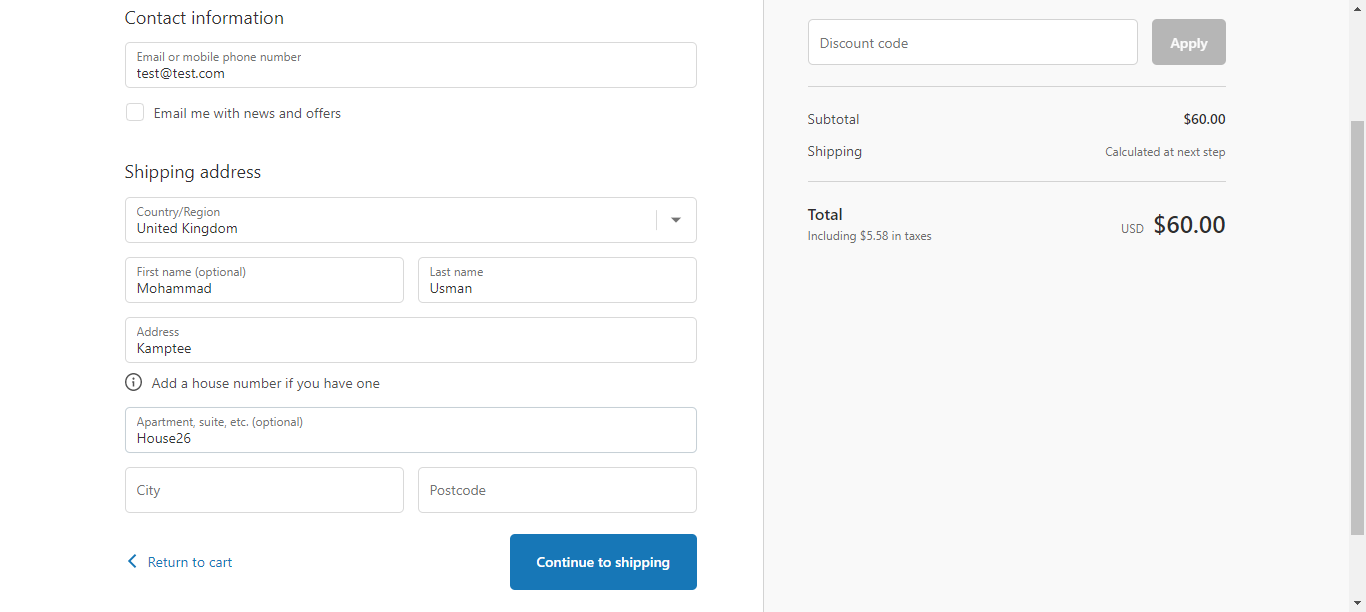 Contact information
Email or mobile phone number
test@test.com
Email me with news and offers
Shipping address
Country/Region
United Kingdom
First name (optional)
Mohammad
Last name
Usman
Address
Kamptee
Add a house number if you have one
Apartment, suite, etc. (optional)
House26
City
Postcode
Return to cart
Continue to shipping
Discount code
Apply
Subtotal $60.00
Shipping Calculated at next step
Total
Including $5.58 in taxes
USD $60.00